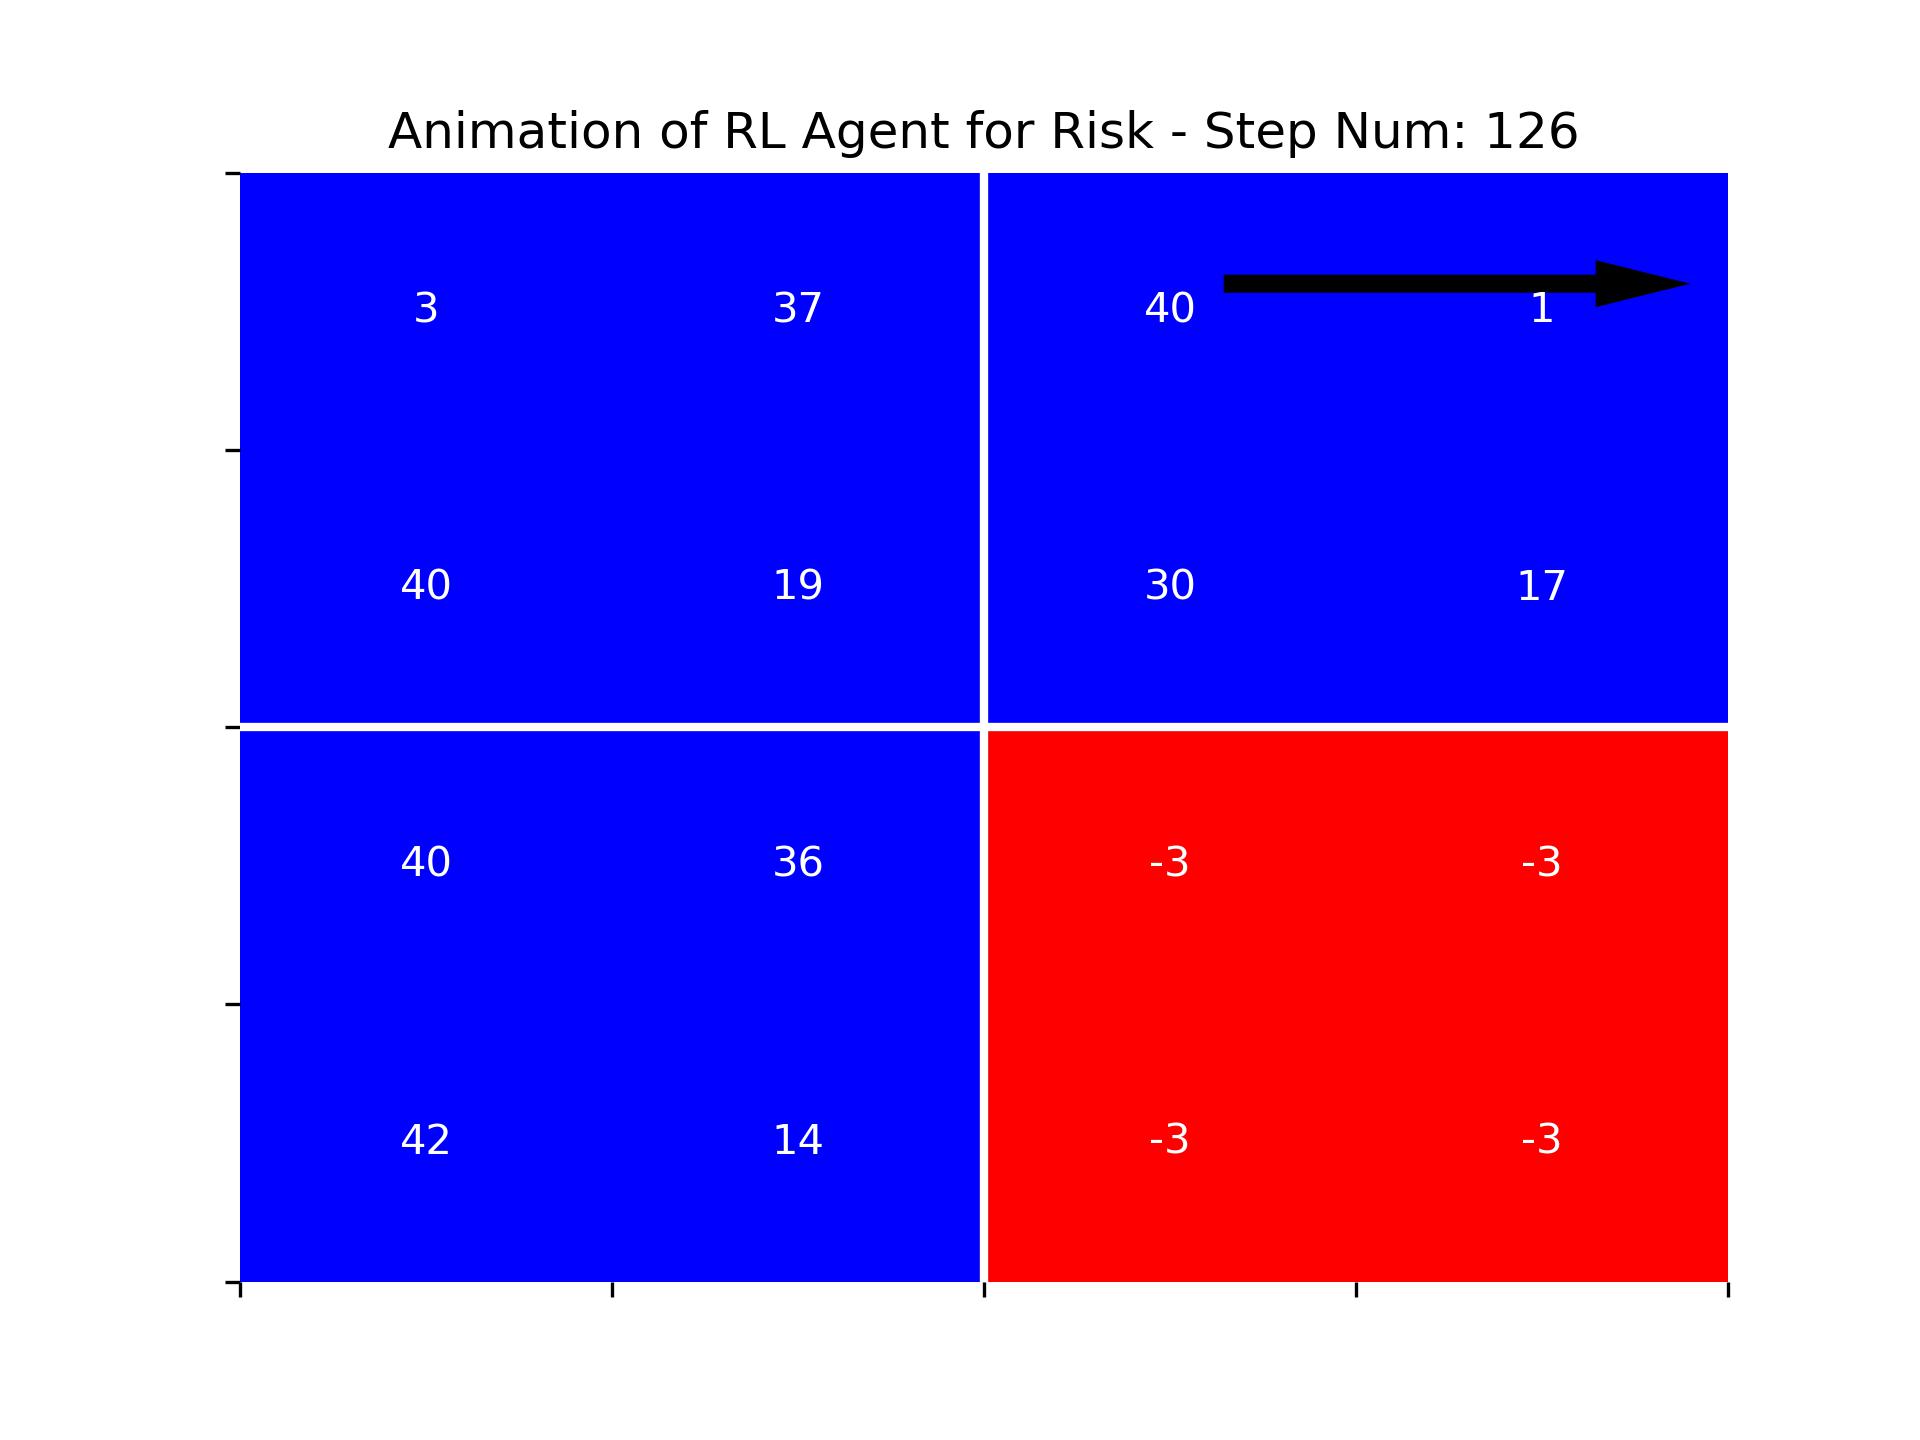 Animation of RL Agent for Risk - Step Num: 126
3 37 40 1
40 19 30 17
40 36 -3 -3
42 14 -3 -3